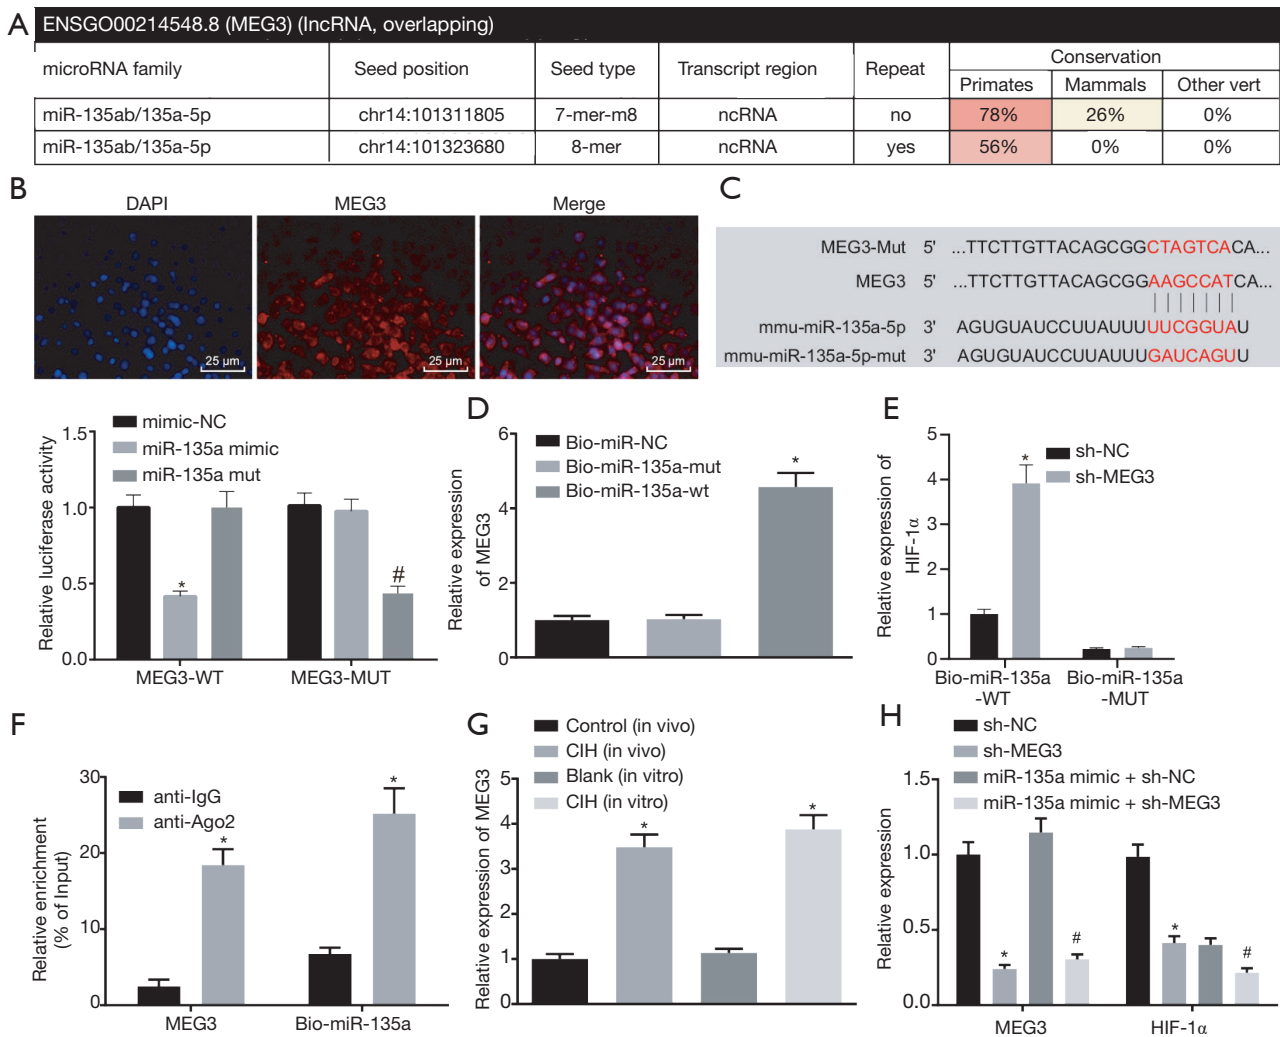 A
ENSGO00214548.8 (MEG3) (lncRNA, overlapping)
microRNA family Seed position Seed type Transcript region Repeat Conservation
Primates Mammals Other vert
miR-135ab/135a-5p chr14:101311805 7-mer-m8 ncRNA no 78% 26% 0%
miR-135ab/135a-5p chr14:101323680 8-mer ncRNA yes 56% 0% 0%
B
DAPI MEG3 Merge
25 µm 25 µm 25 µm
C
MEG3-Mut 5' ...TTCTTGTTACAGCGGCTAGTCACA...
MEG3 5' ...TTCTTGTTACAGCGGAAGCCATCA...
mmu-miR-135a-5p 3' AGUGUAUCCUUAUUUUUCGGUAU
mmu-miR-135a-5p-mut 3' AGUGUAUCCUUAUUUGAUCAGUU
mimic-NC
miR-135a mimic
miR-135a mut
Relative luciferase activity
1.5
1.0
0.5
0.0
*
#
MEG3-WT MEG3-MUT
D
Bio-miR-NC
Bio-miR-135a-mut
Bio-miR-135a-wt
Relative expression
of MEG3
6
4
2
0
*
E
sh-NC
sh-MEG3
Relative expression of
HIF-1α
5
4
3
2
1
0
*
Bio-miR-135a
-WT
Bio-miR-135a
-MUT
F
anti-IgG
anti-Ago2
Relative enrichment
(% of Input)
30
20
10
0
*
*
MEG3 Bio-miR-135a
G
Control (in vivo)
CIH (in vivo)
Blank (in vitro)
CIH (in vitro)
Relative expression of MEG3
5
4
3
2
1
0
*
*
H
sh-NC
sh-MEG3
miR-135a mimic + sh-NC
miR-135a mimic + sh-MEG3
Relative expression
1.5
1.0
0.5
0.0
*
#
*
#
MEG3 HIF-1α